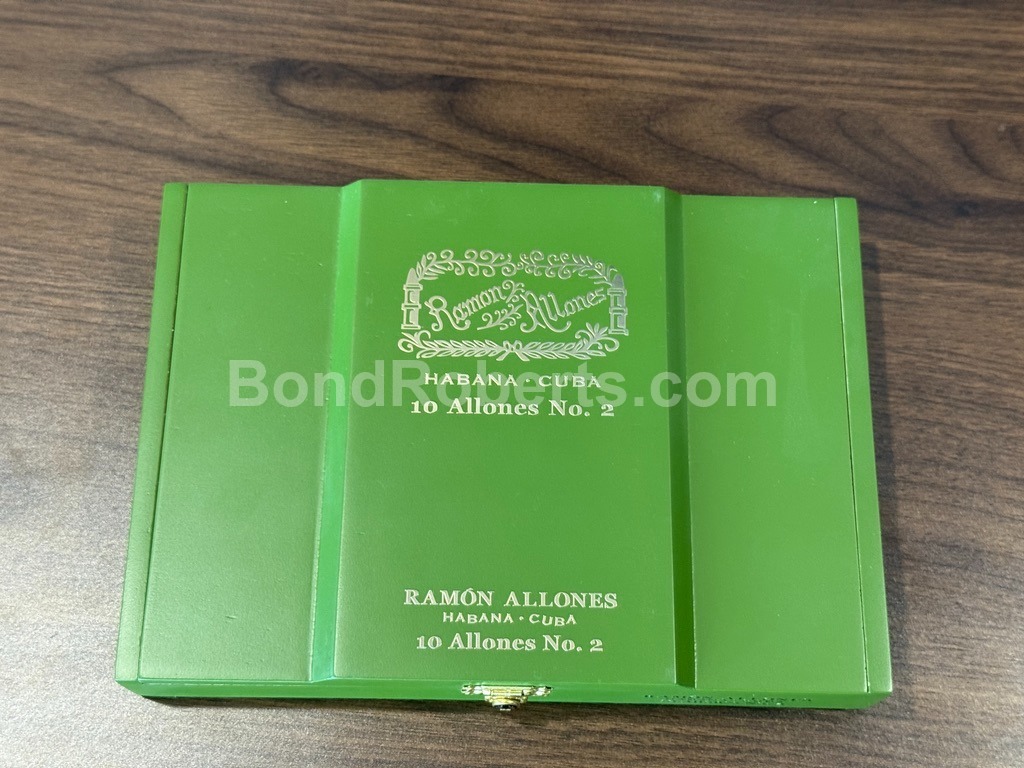 Ramon Allones
HABANA · CUBA
BondRoberts.com
10 Allones No. 2
RAMÓN ALLONES
HABANA · CUBA
10 Allones No. 2